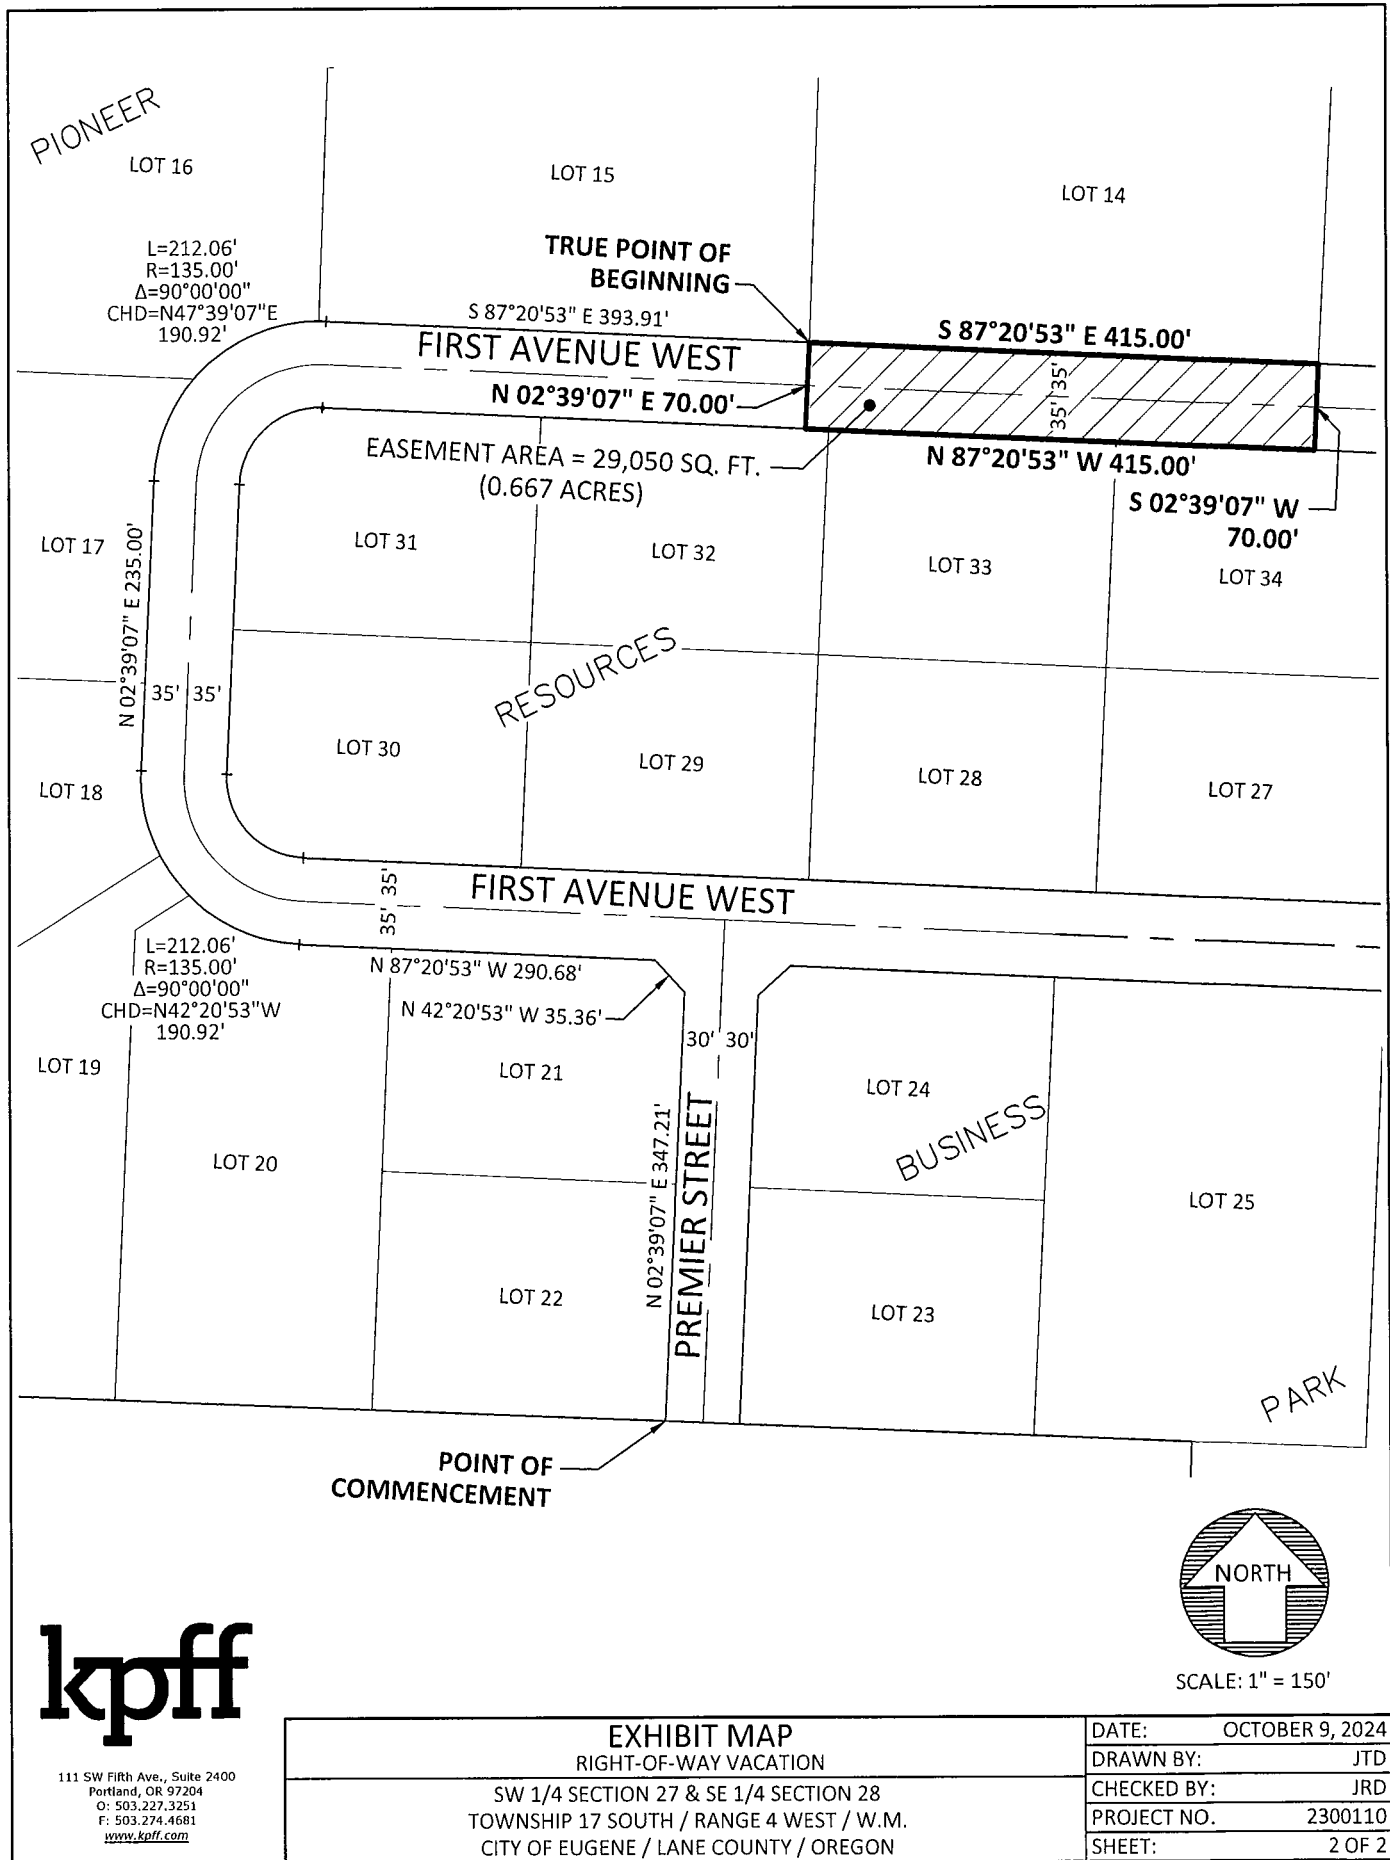 PIONEER
LOT 16
LOT 15
LOT 14
L=212.06'
R=135.00'
Δ=90°00'00"
CHD=N47°39'07"E
190.92'
TRUE POINT OF
BEGINNING
S 87°20'53" E 393.91'
S 87°20'53" E 415.00'
FIRST AVENUE WEST
N 02°39'07" E 70.00'
35' 35'
EASEMENT AREA = 29,050 SQ. FT.
(0.667 ACRES)
N 87°20'53" W 415.00'
S 02°39'07" W
70.00'
LOT 17
N 02°39'07" E 235.00'
LOT 31
LOT 32
LOT 33
LOT 34
RESOURCES
35' 35'
LOT 18
LOT 30
LOT 29
LOT 28
LOT 27
35' 35'
FIRST AVENUE WEST
L=212.06'
R=135.00'
Δ=90°00'00"
CHD=N42°20'53"W
190.92'
N 87°20'53" W 290.68'
N 42°20'53" W 35.36'
30' 30'
LOT 19
LOT 21
LOT 24
BUSINESS
LOT 20
N 02°39'07" E 347.21'
PREMIER STREET
LOT 25
LOT 22
LOT 23
PARK
POINT OF
COMMENCEMENT
NORTH
SCALE: 1" = 150'
kpff
111 SW Fifth Ave., Suite 2400
Portland, OR 97204
O: 503.227.3251
F: 503.274.4681
www.kpff.com
EXHIBIT MAP
RIGHT-OF-WAY VACATION
SW 1/4 SECTION 27 & SE 1/4 SECTION 28
TOWNSHIP 17 SOUTH / RANGE 4 WEST / W.M.
CITY OF EUGENE / LANE COUNTY / OREGON
DATE: OCTOBER 9, 2024
DRAWN BY: JTD
CHECKED BY: JRD
PROJECT NO. 2300110
SHEET: 2 OF 2